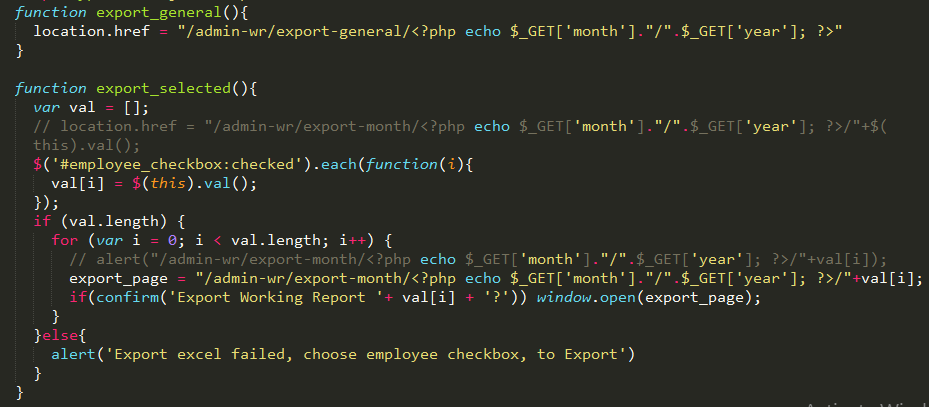 function export_general(){
location.href = "/admin-wr/export-general/<?php echo $_GET['month']."/".$_GET['year']; ?>"
}
function export_selected(){
var val = [];
// location.href = "/admin-wr/export-month/<?php echo $_GET['month']."/".$_GET['year']; ?>/"+$(
this).val();
$('#employee_checkbox:checked').each(function(i){
val[i] = $(this).val();
});
if (val.length) {
for (var i = 0; i < val.length; i++) {
// alert("/admin-wr/export-month/<?php echo $_GET['month']."/".$_GET['year']; ?>/"+val[i]);
export_page = "/admin-wr/export-month/<?php echo $_GET['month']."/".$_GET['year']; ?>/"+val[i];
if(confirm('Export Working Report '+ val[i] + '?')) window.open(export_page);
}
}else{
alert('Export excel failed, choose employee checkbox, to Export')
}
}